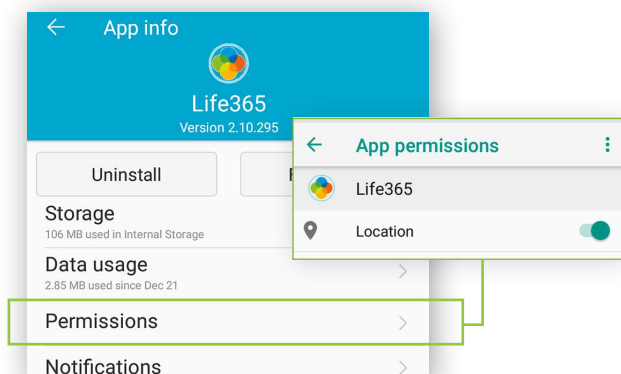 App info
Life365
Version 2.10.295
Uninstall
Storage
106 MB used in Internal Storage
Data usage
2.85 MB used since Dec 21
Permissions
Notifications
App permissions
Life365
Location